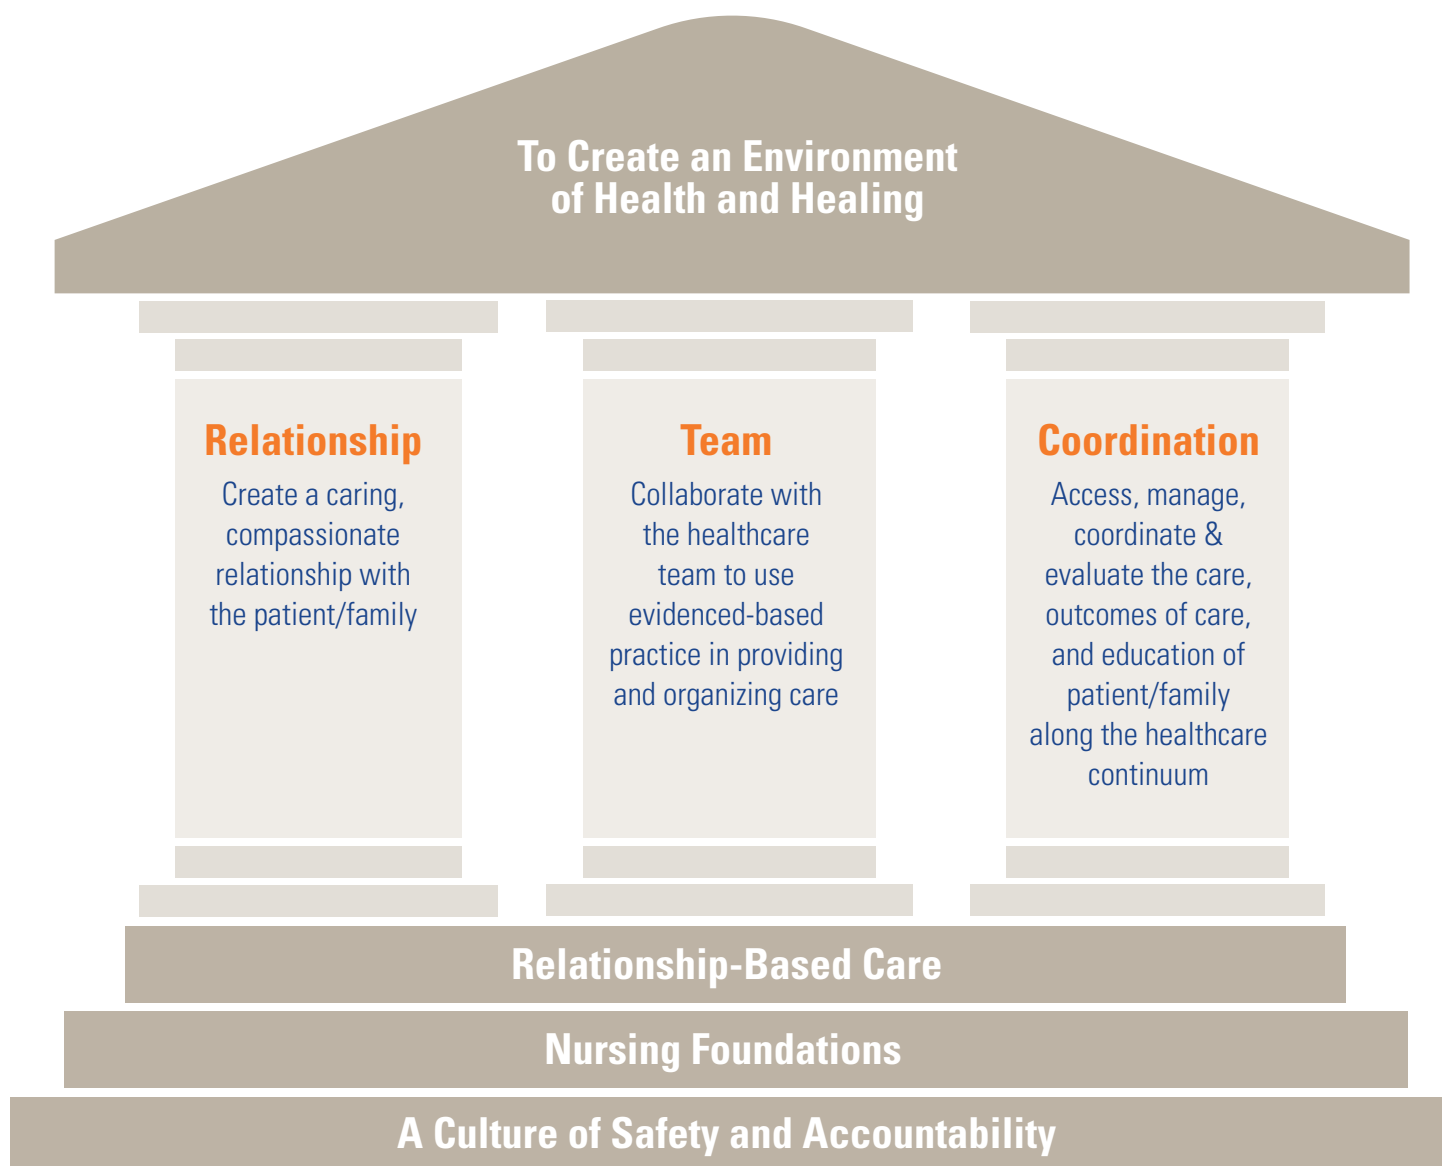 To Create an Environment
of Health and Healing
Relationship
Create a caring,
compassionate
relationship with
the patient/family
Team
Collaborate with
the healthcare
team to use
evidenced-based
practice in providing
and organizing care
Coordination
Access, manage,
coordinate &
evaluate the care,
outcomes of care,
and education of
patient/family
along the healthcare
continuum
Relationship-Based Care
Nursing Foundations
A Culture of Safety and Accountability